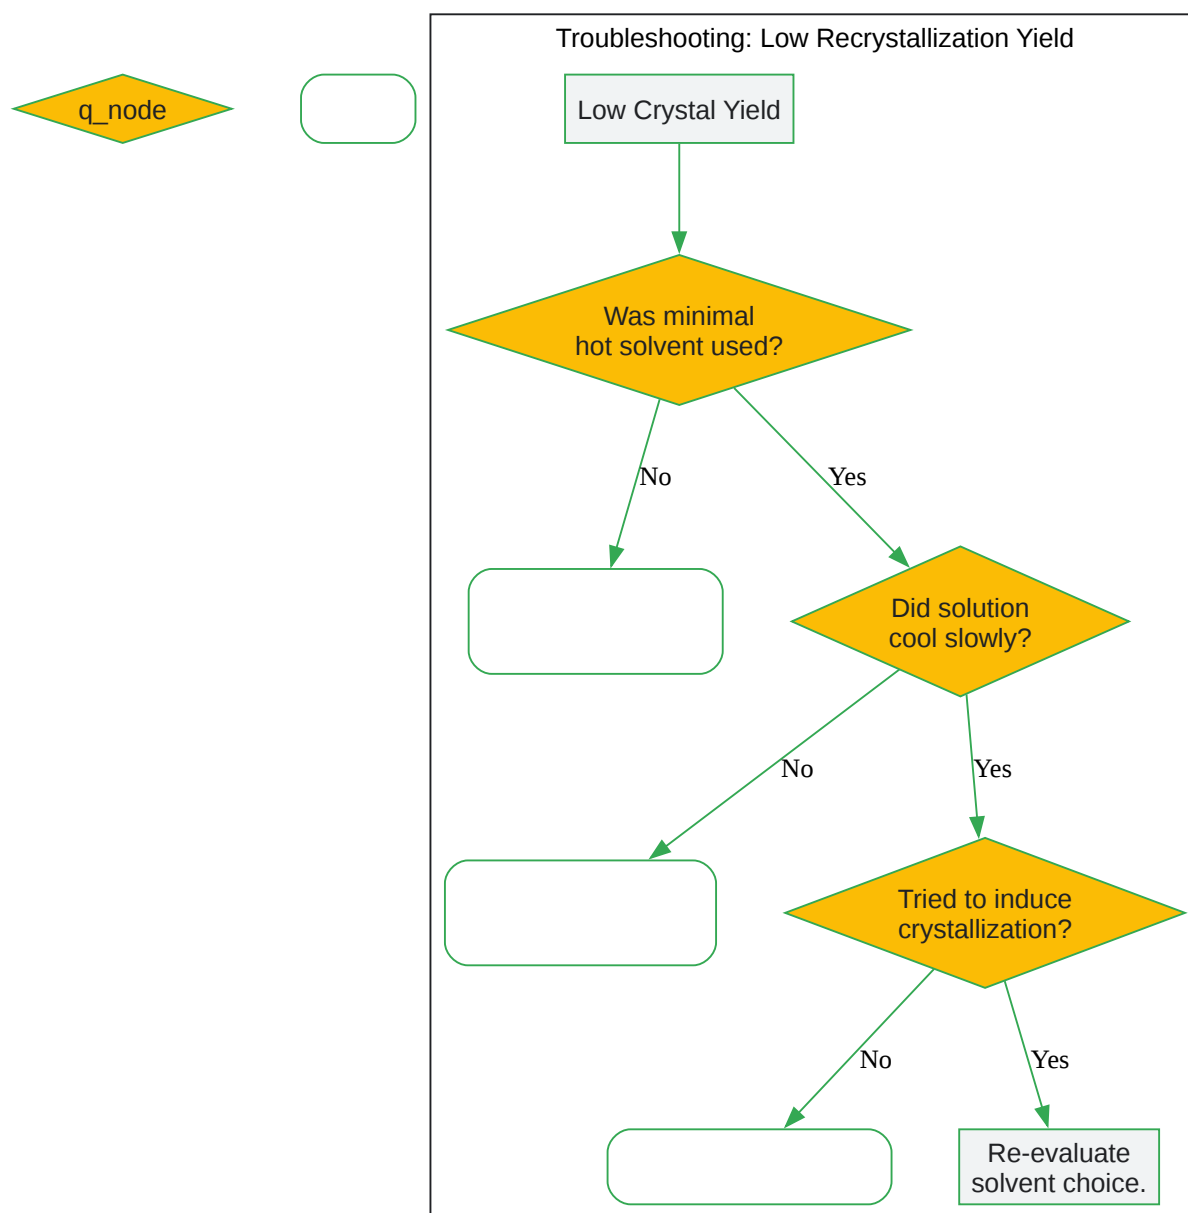 Troubleshooting: Low Recrystallization Yield
q_node
Low Crystal Yield
Was minimal
hot solvent used?
No
Yes
Did solution
cool slowly?
No
Yes
Tried to induce
crystallization?
No
Yes
Re-evaluate
solvent choice.